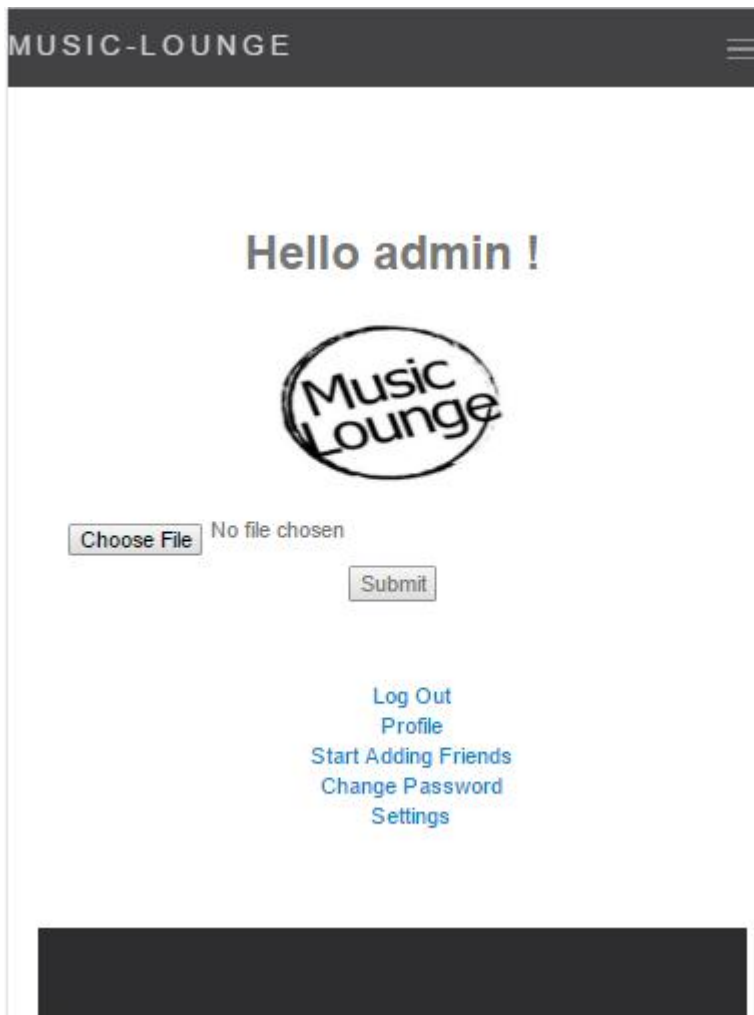 MUSIC-LOUNGE
Hello admin !
Music
Lounge
Choose File No file chosen
Submit
Log Out
Profile
Start Adding Friends
Change Password
Settings